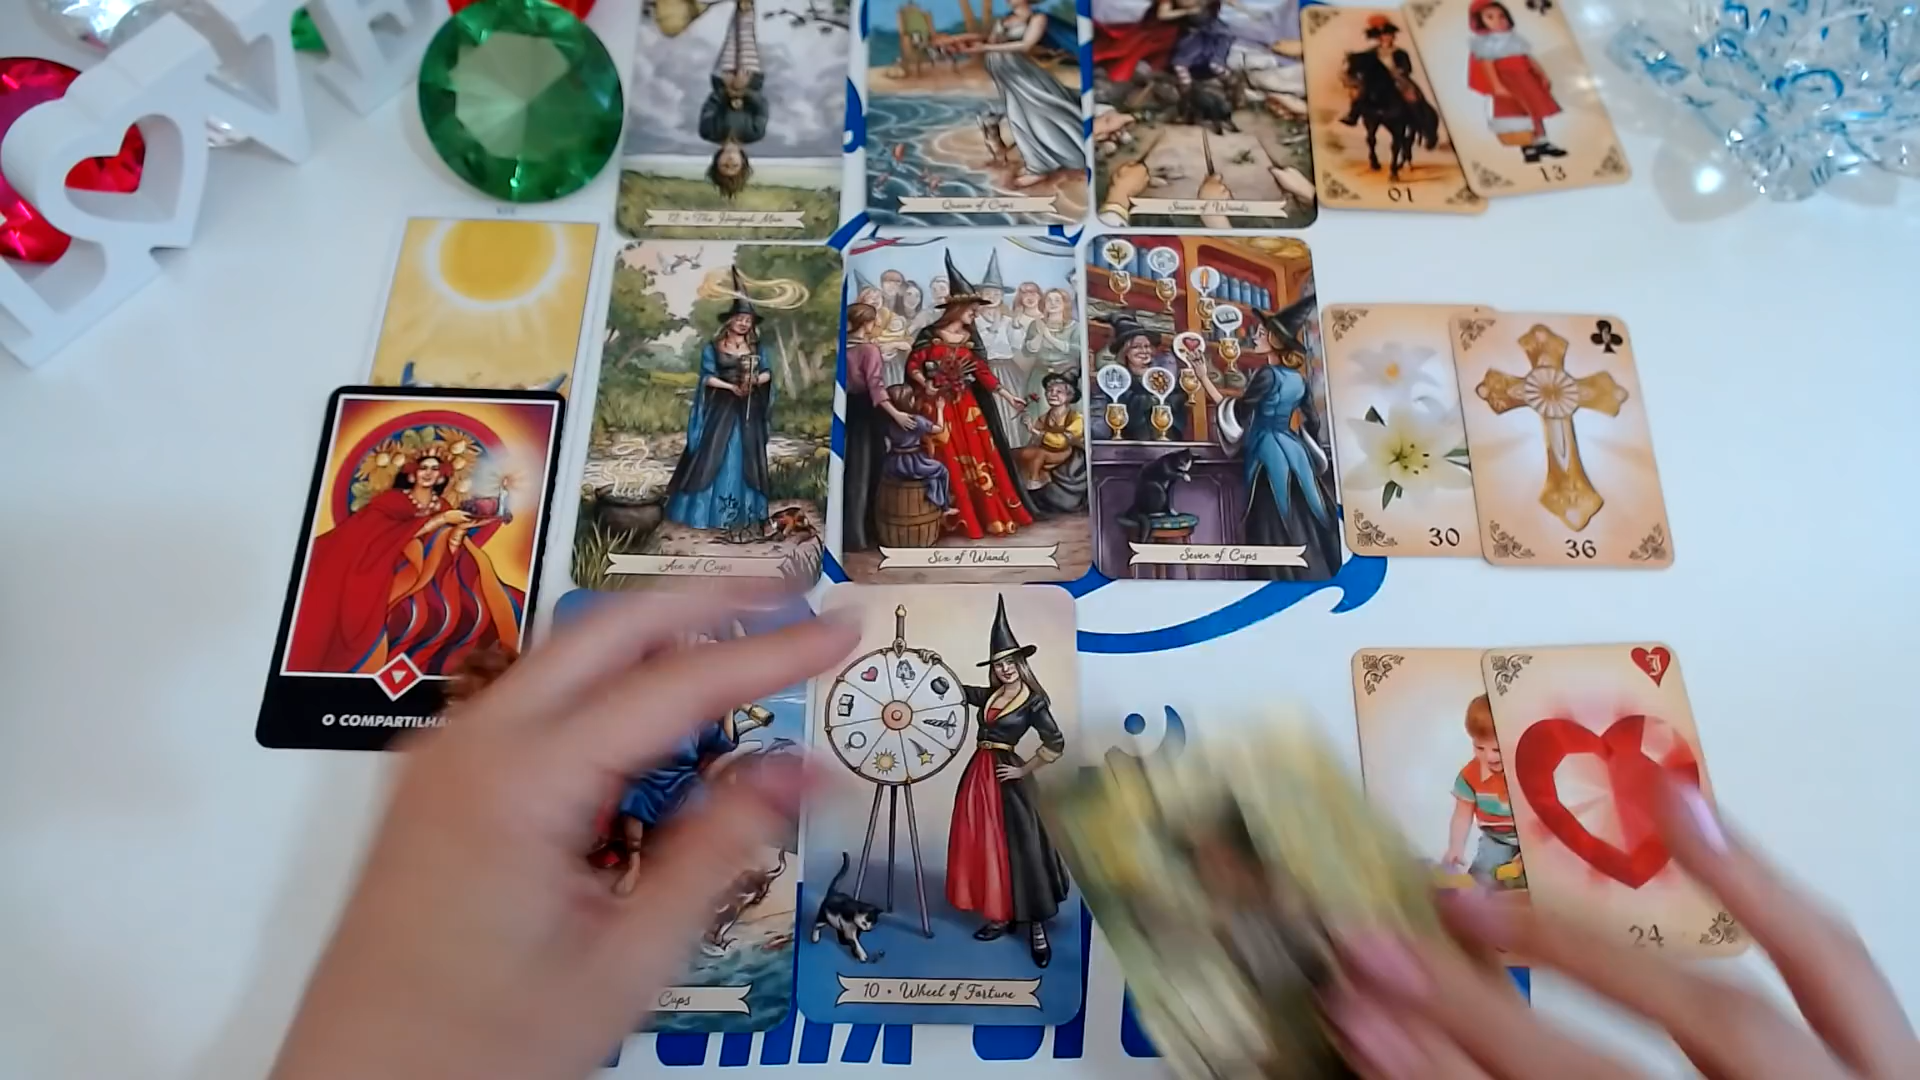 12 • The Hanged Man
Queen of Cups
Seven of Wands
01
13
Ace of Cups
Six of Wands
Seven of Cups
30
36
O COMPARTILHA
Cups
10 • Wheel of Fortune
J
24